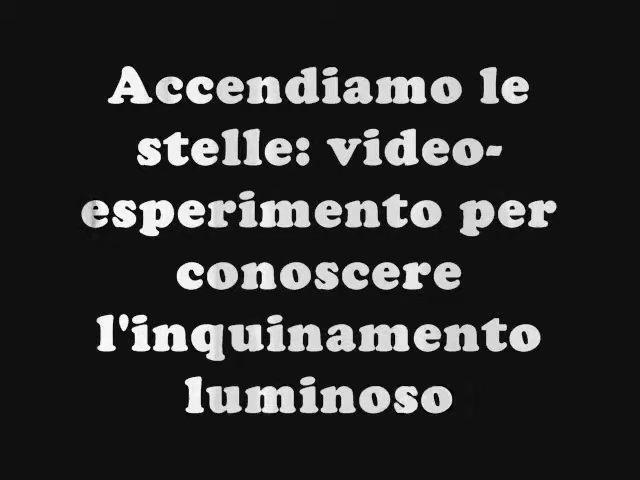 Accendiamo le
stelle: video-
esperimento per
conoscere
l'inquinamento
luminoso